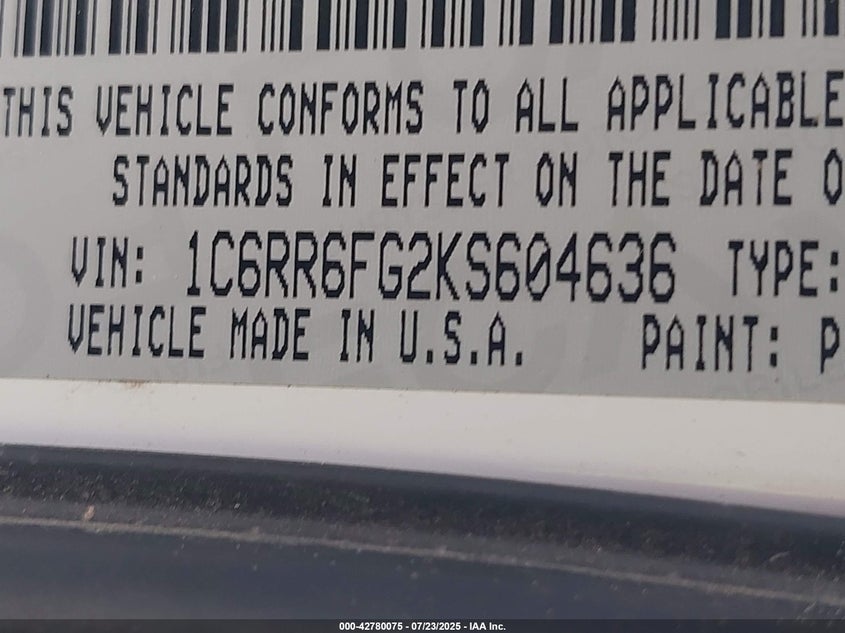 THIS VEHICLE CONFORMS TO ALL APPLICABLE
STANDARDS IN EFFECT ON THE DATE O
VIN: 1C6RR6FG2KS604636 TYPE:
VEHICLE MADE IN U.S.A. PAINT: P
000-42780075 - 07/23/2025 - IAA Inc.